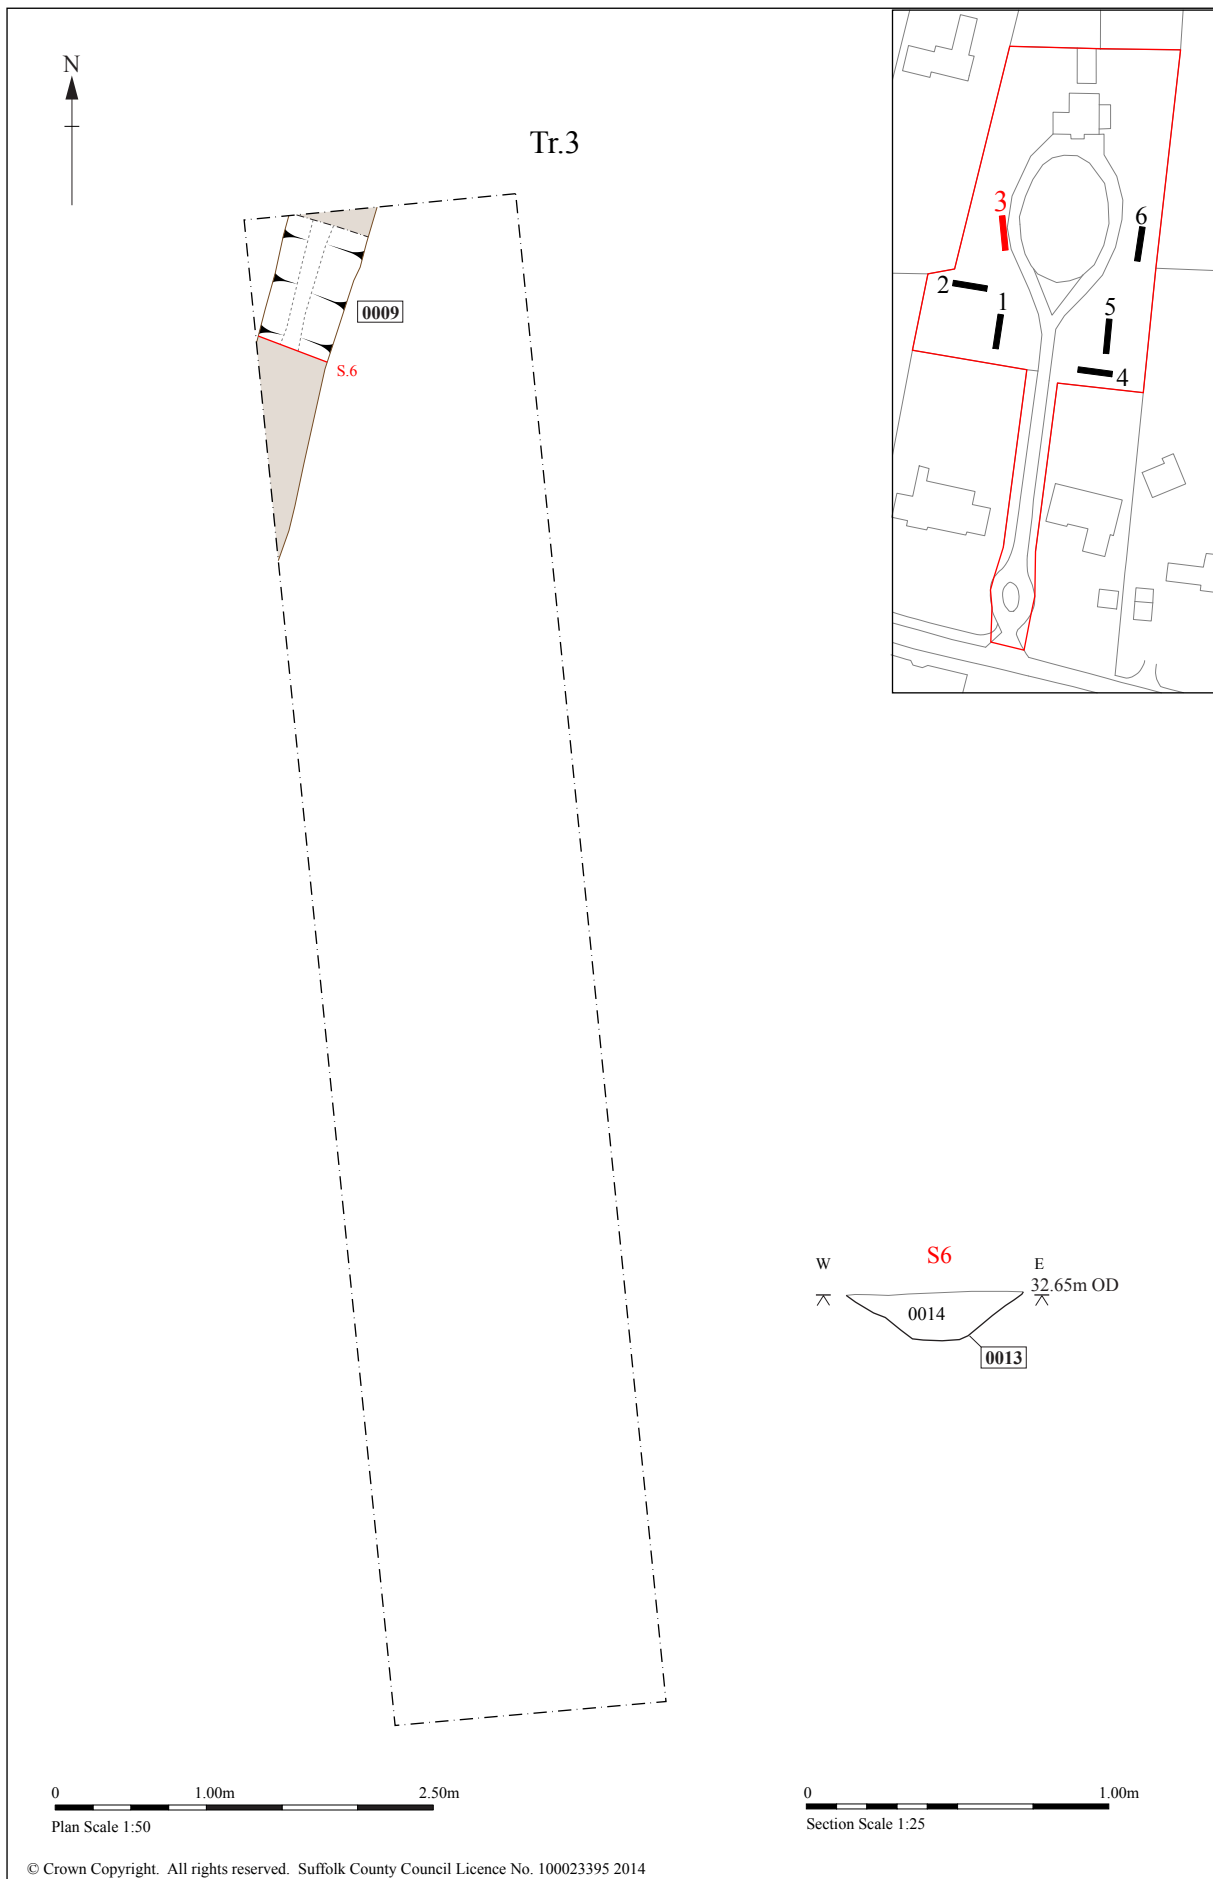 N
Tr.3
0009
S.6
3
6
2
1
5
4
S6
W
E
32.65m OD
0014
0013
0 1.00m 2.50m
Plan Scale 1:50
0 1.00m
Section Scale 1:25
© Crown Copyright. All rights reserved. Suffolk County Council Licence No. 100023395 2014